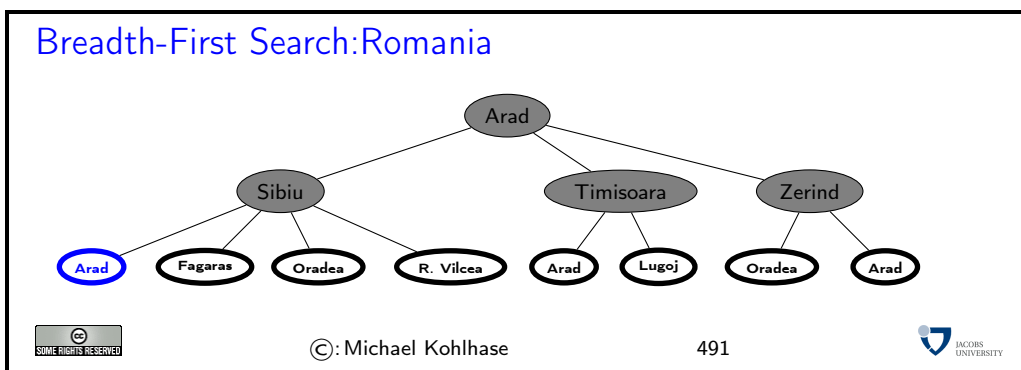 Breadth-First Search:Romania
Arad
Sibiu Timisoara Zerind
Arad Fagaras Oradea R. Vilcea Arad Lugoj Oradea Arad
cc
SOME RIGHTS RESERVED
©: Michael Kohlhase 491
JACOBS
UNIVERSITY